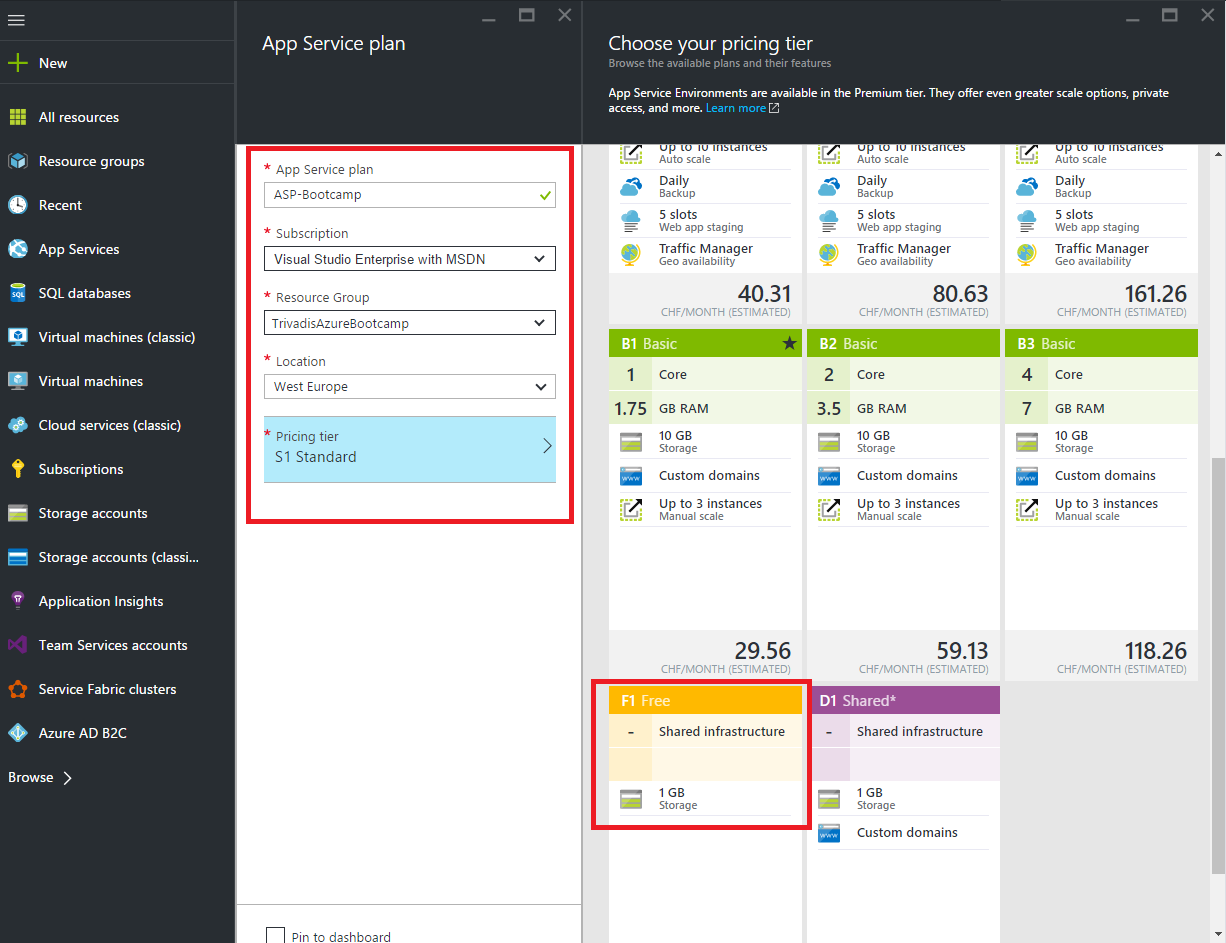 New
All resources
Resource groups
Recent
App Services
SQL databases
Virtual machines (classic)
Virtual machines
Cloud services (classic)
Subscriptions
Storage accounts
Storage accounts (classi...
Application Insights
Team Services accounts
Service Fabric clusters
Azure AD B2C
Browse
App Service plan
* App Service plan
ASP-Bootcamp
* Subscription
Visual Studio Enterprise with MSDN
* Resource Group
TrivadisAzureBootcamp
* Location
West Europe
* Pricing tier
S1 Standard
Pin to dashboard
Choose your pricing tier
Browse the available plans and their features
App Service Environments are available in the Premium tier. They offer even greater scale options, private
access, and more. Learn more
Up to 10 instances
Auto scale
Daily
Backup
5 slots
Web app staging
Traffic Manager
Geo availability
40.31
CHF/MONTH (ESTIMATED)
Up to 10 instances
Auto scale
Daily
Backup
5 slots
Web app staging
Traffic Manager
Geo availability
80.63
CHF/MONTH (ESTIMATED)
Up to 10 instances
Auto scale
Daily
Backup
5 slots
Web app staging
Traffic Manager
Geo availability
161.26
CHF/MONTH (ESTIMATED)
B1 Basic
1 Core
1.75 GB RAM
10 GB
Storage
www Custom domains
Up to 3 instances
Manual scale
29.56
CHF/MONTH (ESTIMATED)
B2 Basic
2 Core
3.5 GB RAM
10 GB
Storage
www Custom domains
Up to 3 instances
Manual scale
59.13
CHF/MONTH (ESTIMATED)
B3 Basic
4 Core
7 GB RAM
10 GB
Storage
www Custom domains
Up to 3 instances
Manual scale
118.26
CHF/MONTH (ESTIMATED)
F1 Free
- Shared infrastructure
1 GB
Storage
D1 Shared*
- Shared infrastructure
1 GB
Storage
www Custom domains